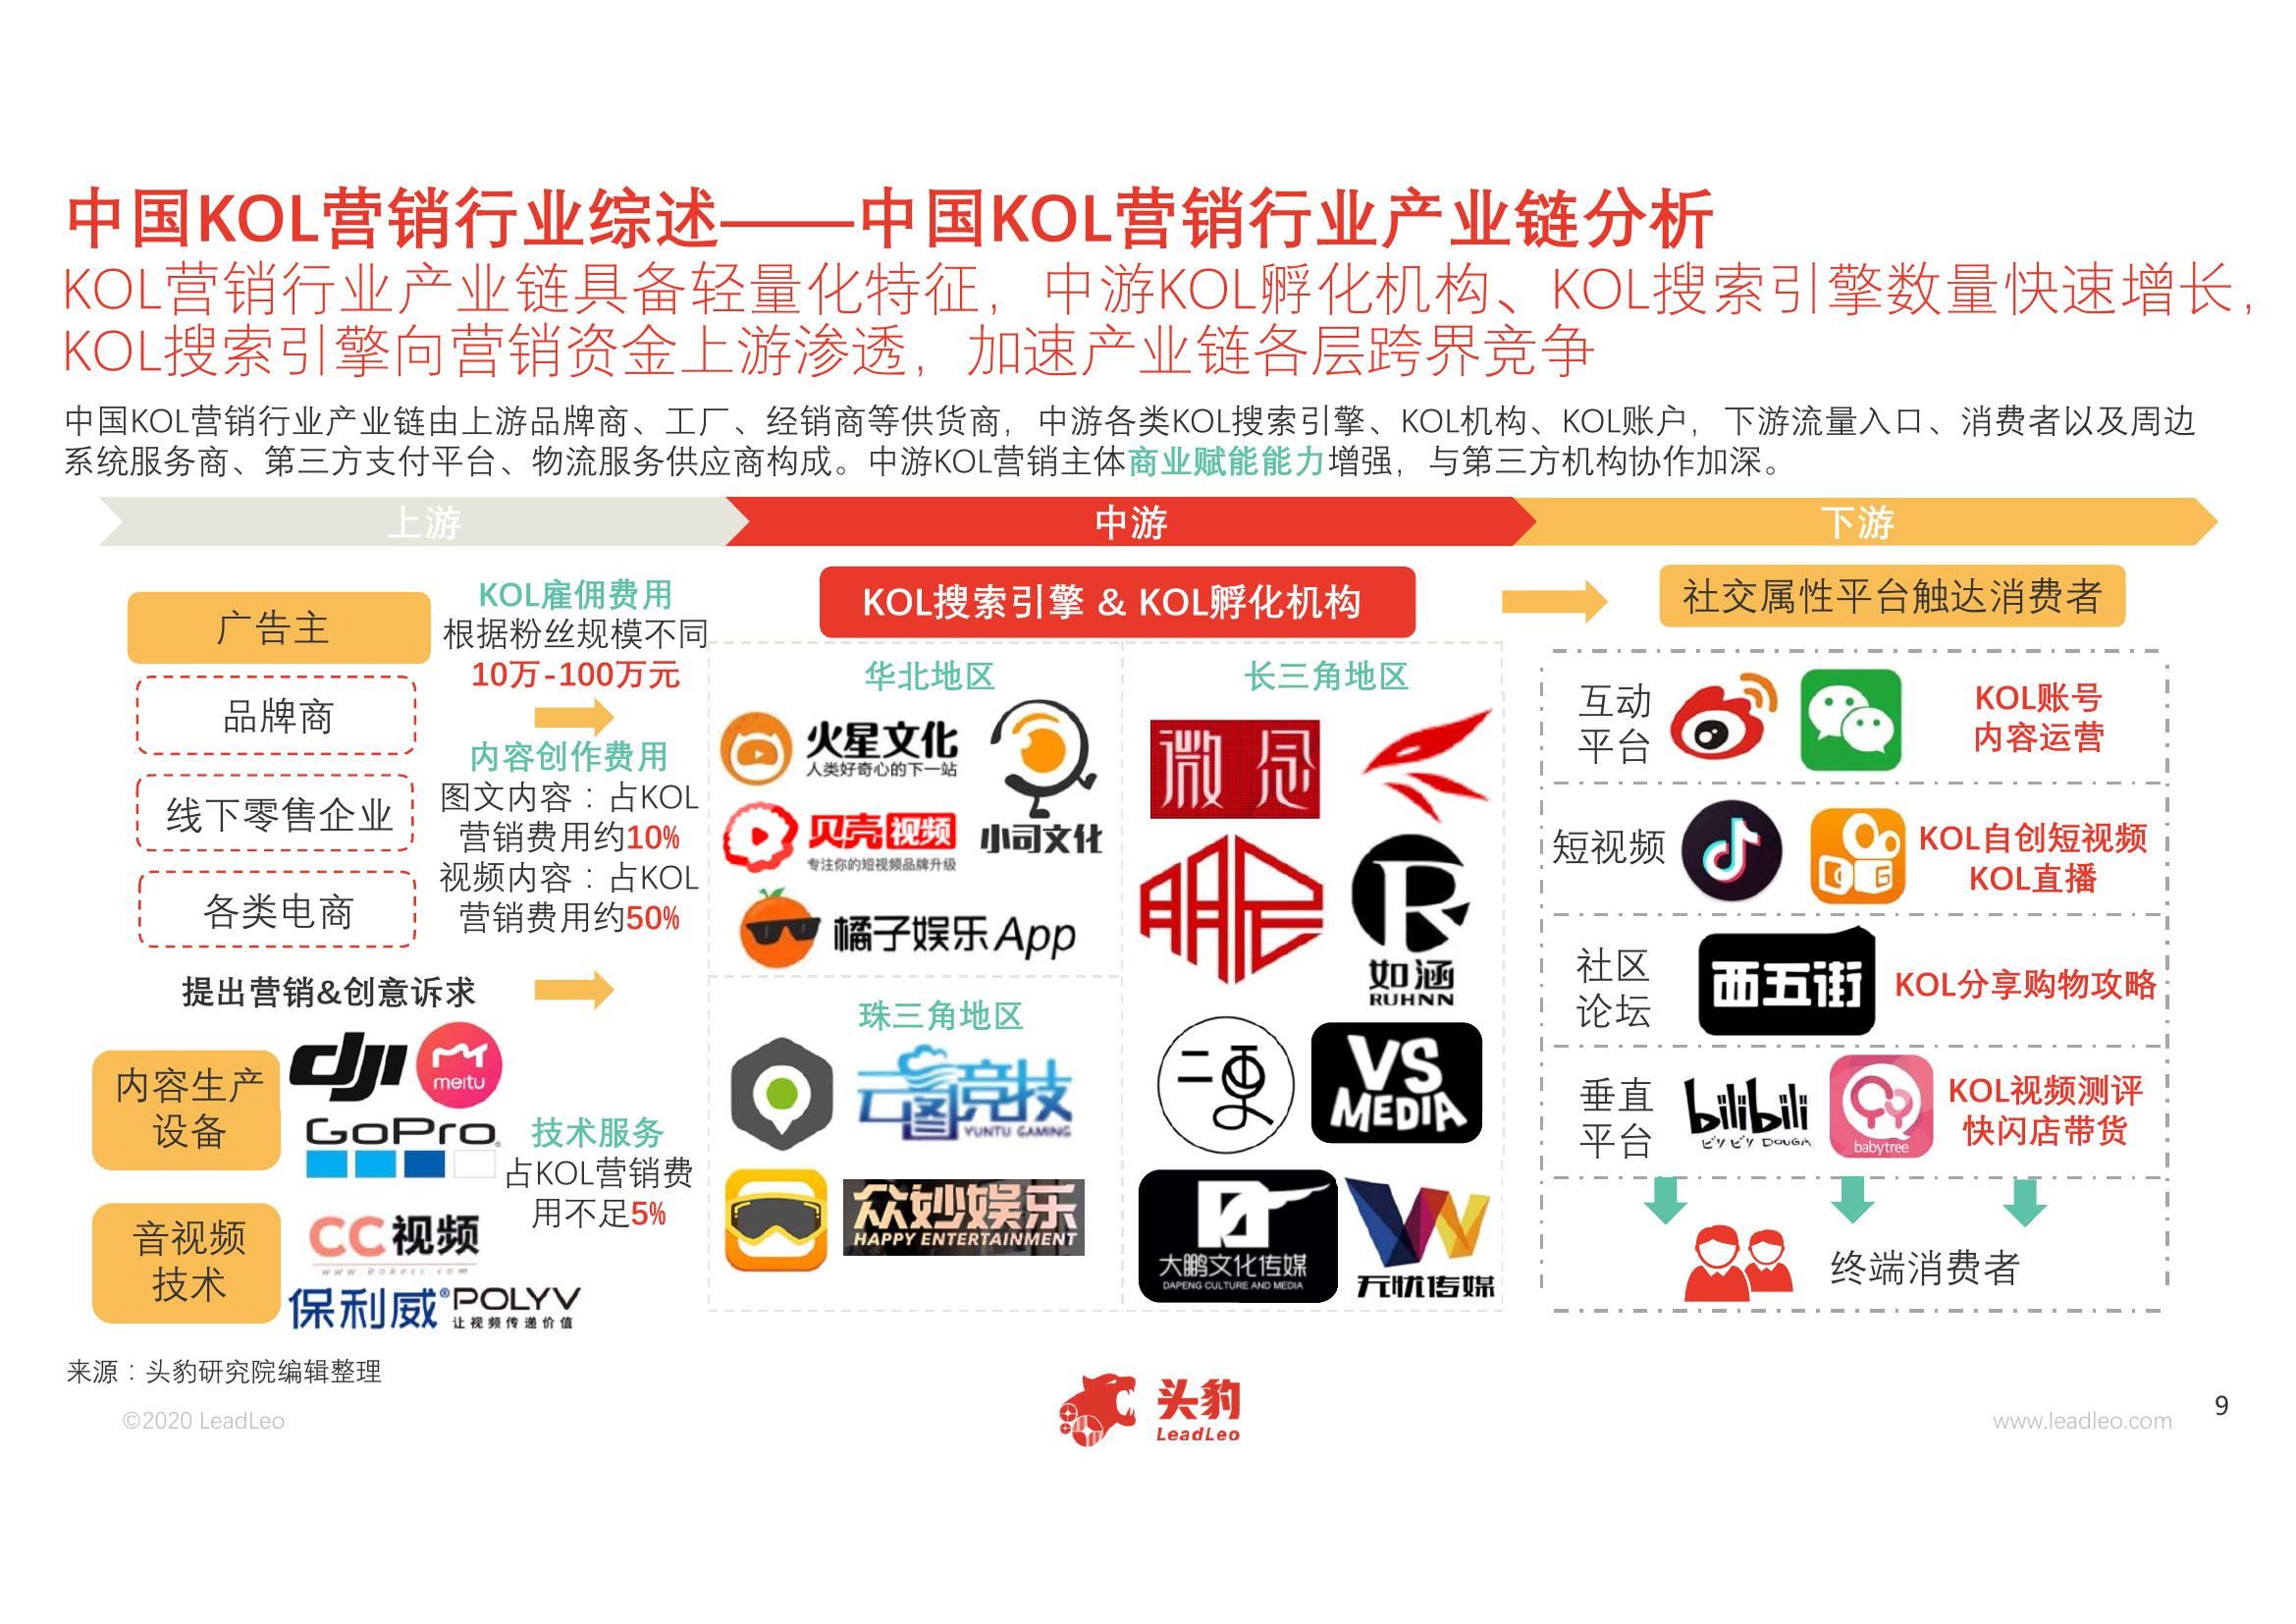 中国KOL营销行业综述——中国KOL营销行业产业链分析
KOL营销行业产业链具备轻量化特征，中游KOL孵化机构、KOL搜索引擎数量快速增长，
KOL搜索引擎向营销资金上游渗透，加速产业链各层跨界竞争
中国KOL营销行业产业链由上游品牌商、工厂、经销商等供货商，中游各类KOL搜索引擎、KOL机构、KOL账户，下游流量入口、消费者以及周边
系统服务商、第三方支付平台、物流服务供应商构成。中游KOL营销主体商业赋能能力增强，与第三方机构协作加深。
上游
中游
下游
广告主
品牌商
线下零售企业
各类电商
提出营销&创意诉求
KOL雇佣费用
根据粉丝规模不同
10万-100万元
内容创作费用
图文内容：占KOL
营销费用约10%
视频内容：占KOL
营销费用约50%
内容生产
设备
dji
meitu
GoPro
技术服务
占KOL营销费
用不足5%
音视频
技术
CC视频
www.bokecc.com
保利威®POLYV
让视频传递价值
KOL搜索引擎 & KOL孵化机构
华北地区
火星文化
人类好奇心的下一站
小司文化
贝壳视频
专注你的短视频品牌升级
橘子娱乐App
珠三角地区
云图竞技
YUNTU GAMING
众妙娱乐
HAPPY ENTERTAINMENT
长三角地区
微念
如涵
RUHNN
二更
VS
MEDIA
大鹏文化传媒
DAPENG CULTURE AND MEDIA
无忧传媒
社交属性平台触达消费者
互动
平台
KOL账号
内容运营
短视频
KOL自创短视频
KOL直播
社区
论坛
西五街
KOL分享购物攻略
垂直
平台
bilibili
ビリビリ DOUGA
babytree
KOL视频测评
快闪店带货
终端消费者
来源：头豹研究院编辑整理
©2020 LeadLeo
头豹
LeadLeo
www.leadleo.com
9